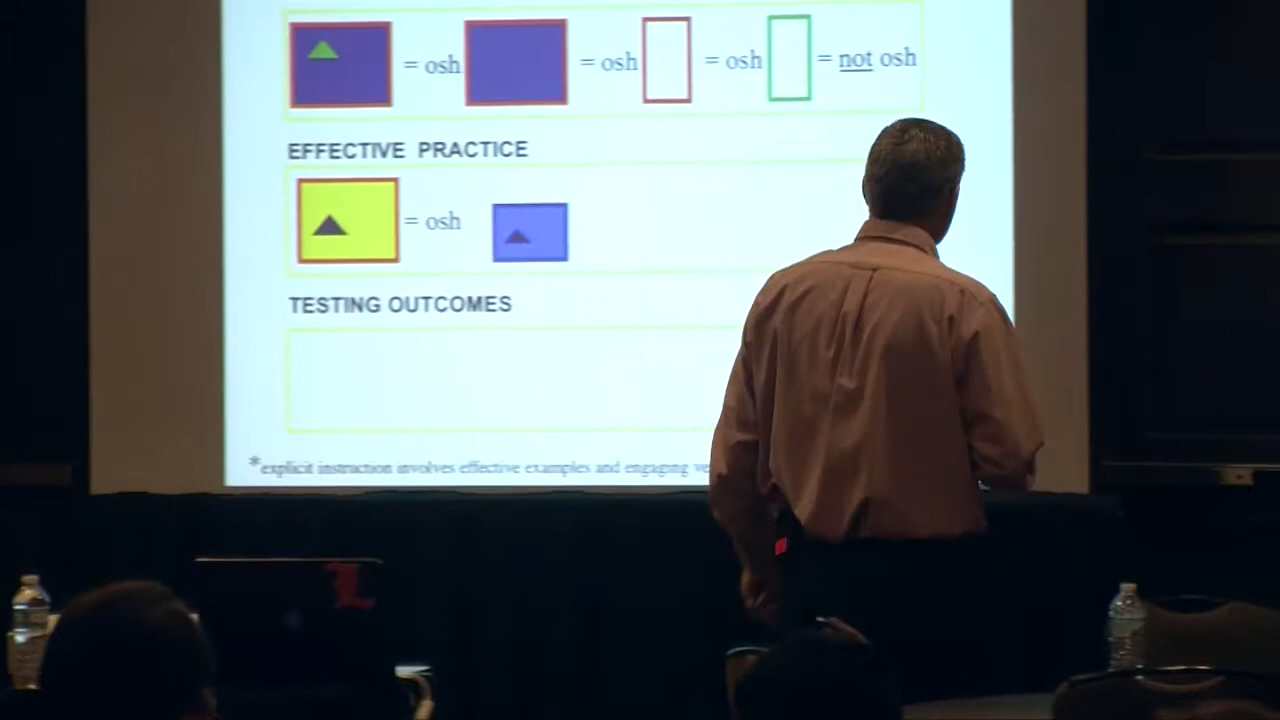 = osh = osh = osh = not osh
EFFECTIVE PRACTICE
= osh
TESTING OUTCOMES
*explicit instruction involves effective examples and engaging
L